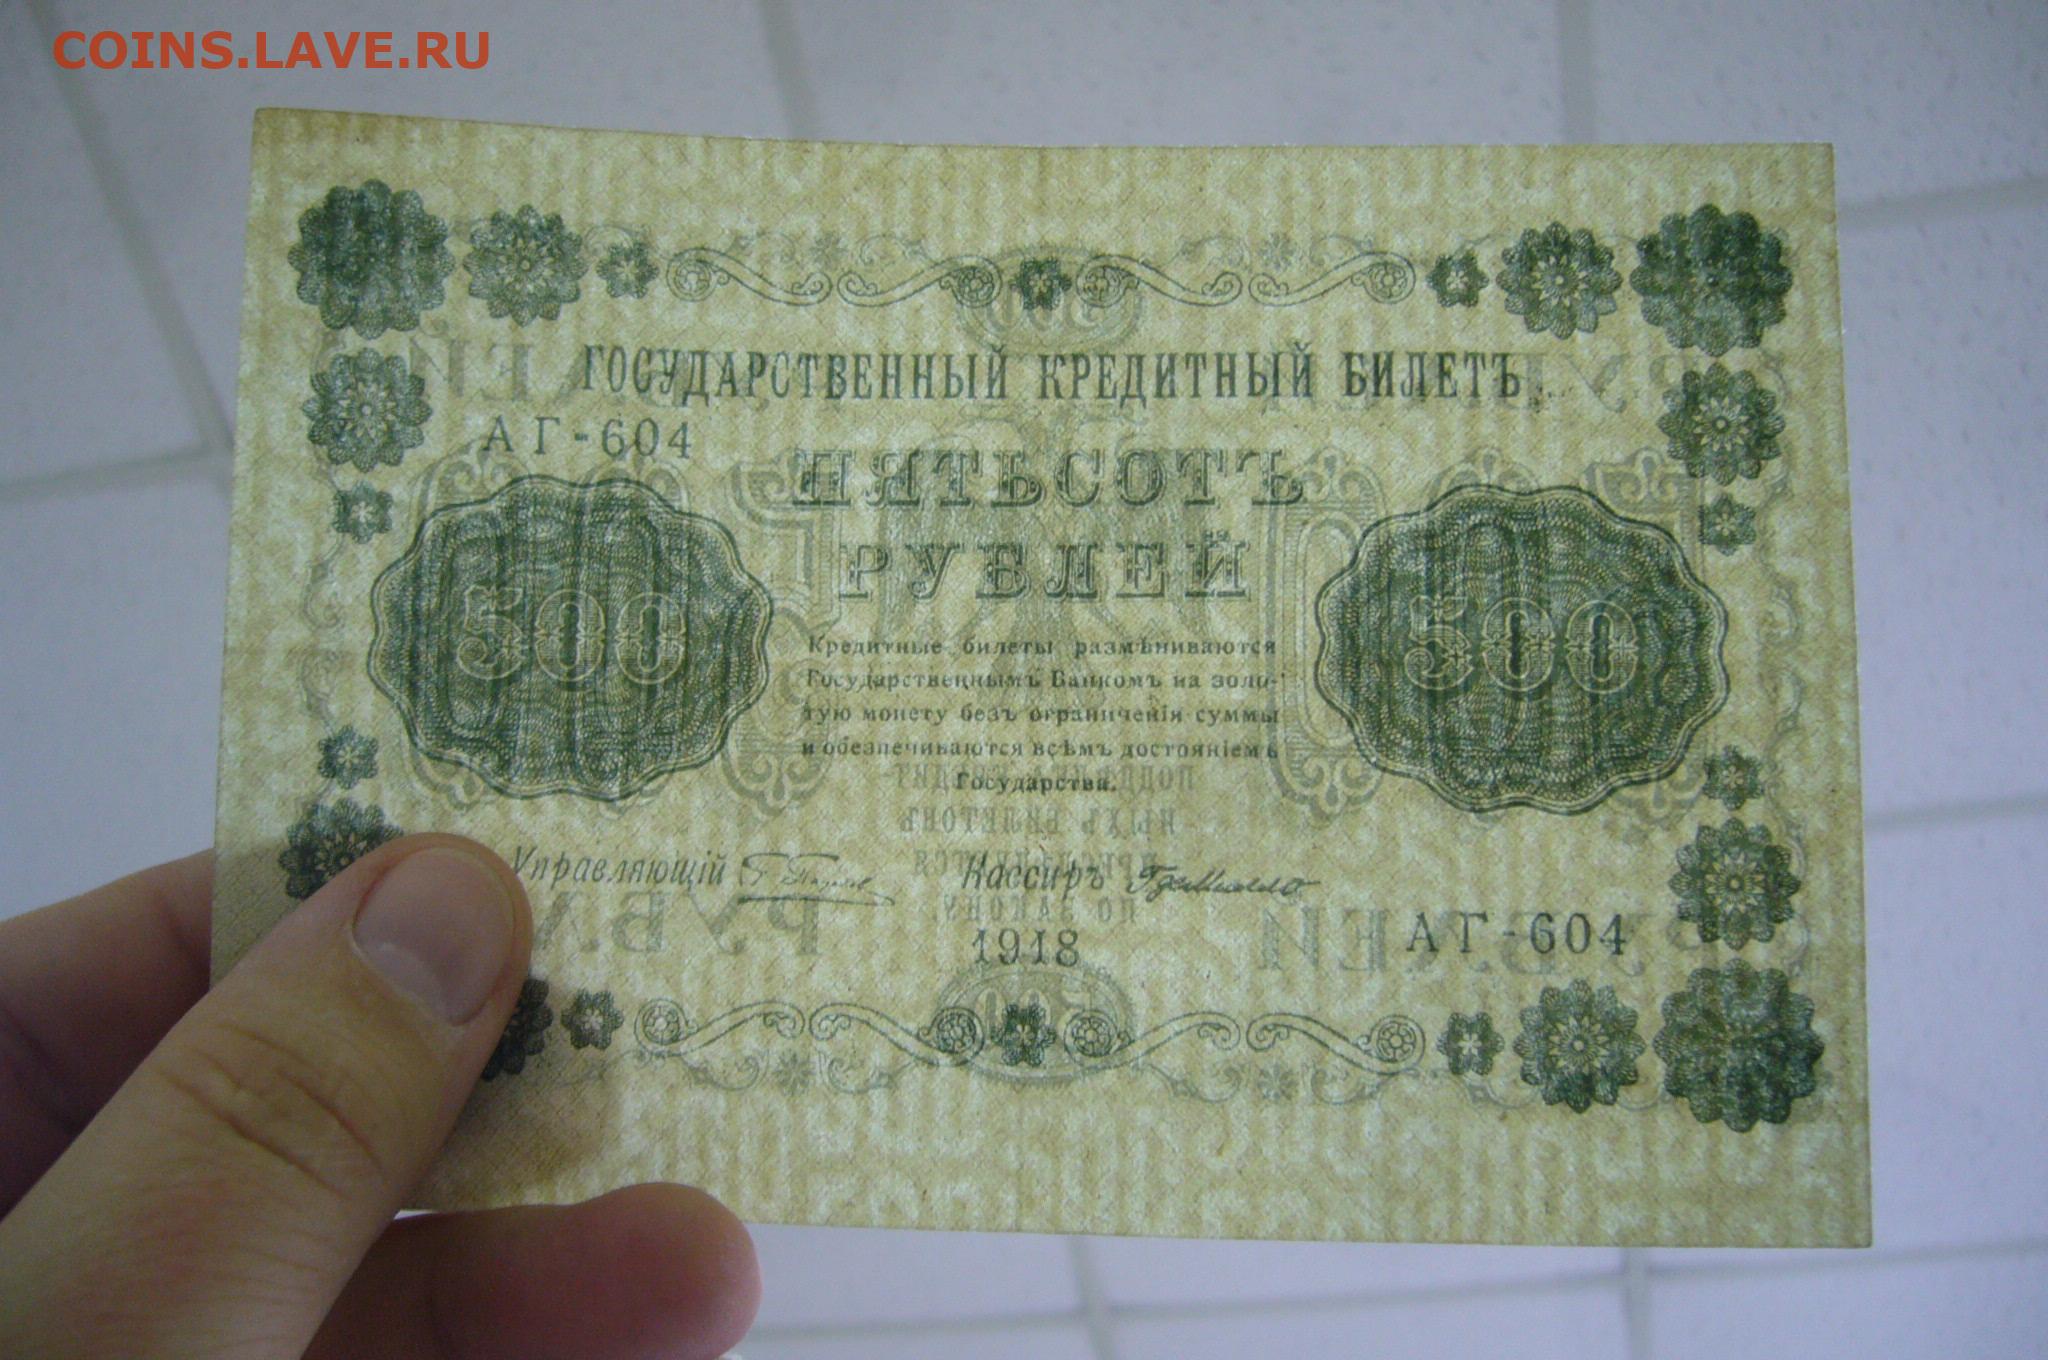 COINS.LAVE.RU
ГОСУДАРСТВЕННЫЙ КРЕДИТНЫЙ БИЛЕТЪ
АГ-604
ПЯТЬСОТЪ
РУБЛЕЙ
500
500
Кредитные билеты размѣниваются
Государственнымъ Банкомъ на золо-
тую монету безъ ограниченія суммы
и обезпечиваются всѣмъ достояніемъ
Государства.
Управляющій
Кассиръ
1918
АГ-604